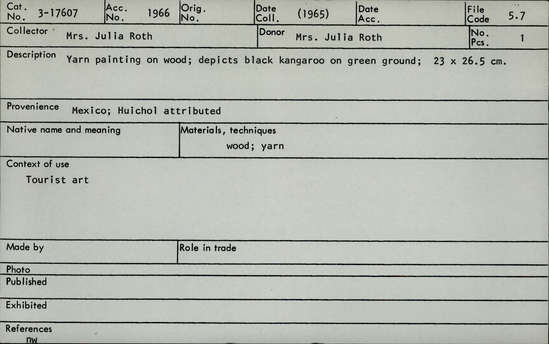 Cat. No. 3-17607 Acc. No. 1966 Orig. No. Date Coll. (1965) Date Acc. File Code 5.7
Collector Mrs. Julia Roth Donor Mrs. Julia Roth No. Pcs. 1
Description Yarn painting on wood; depicts black kangaroo on green ground; 23 x 26.5 cm.
Provenience Mexico; Huichol attributed
Native name and meaning Materials, techniques
wood; yarn
Context of use
Tourist art
Made by Role in trade
Photo
Published
Exhibited
References
nw